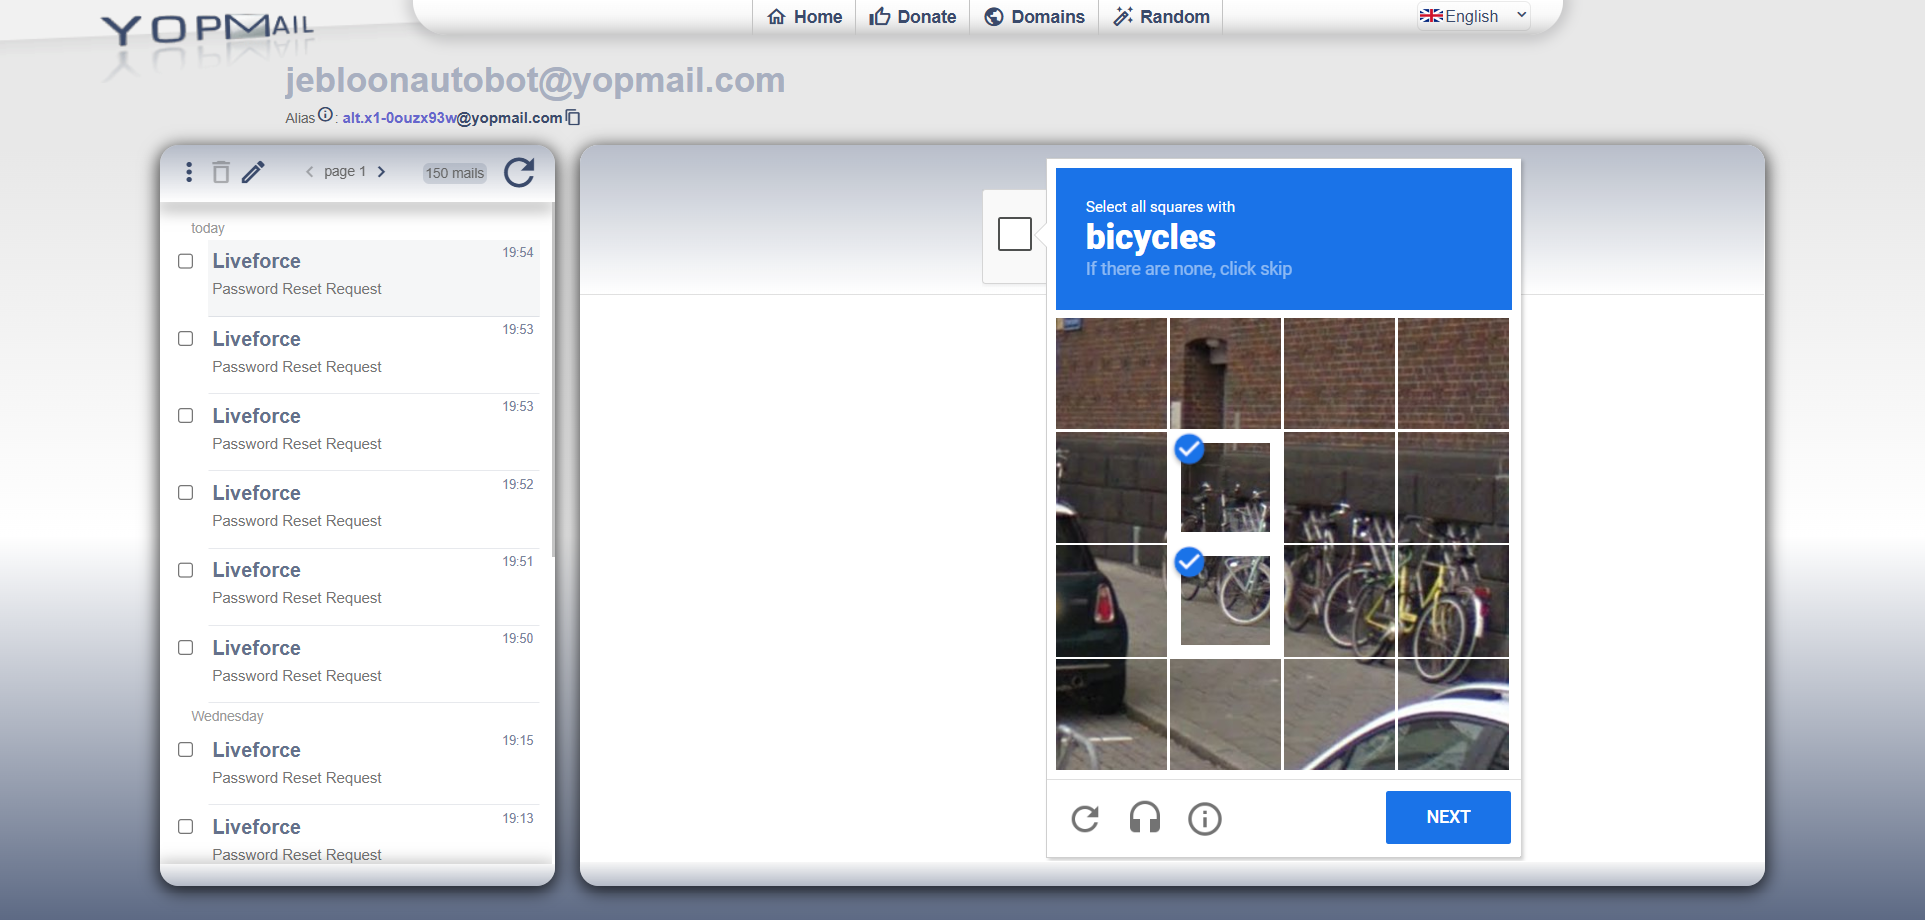 YOPMAIL
Home
Donate
Domains
Random
English
jebloonautobot@yopmail.com
Alias : alt.x1-0ouzx93w@yopmail.com
page 1
150 mails
today
Liveforce 19:54
Password Reset Request
Liveforce 19:53
Password Reset Request
Liveforce 19:53
Password Reset Request
Liveforce 19:52
Password Reset Request
Liveforce 19:51
Password Reset Request
Liveforce 19:50
Password Reset Request
Wednesday
Liveforce 19:15
Password Reset Request
Liveforce 19:13
Password Reset Request
Select all squares with
bicycles
If there are none, click skip
NEXT